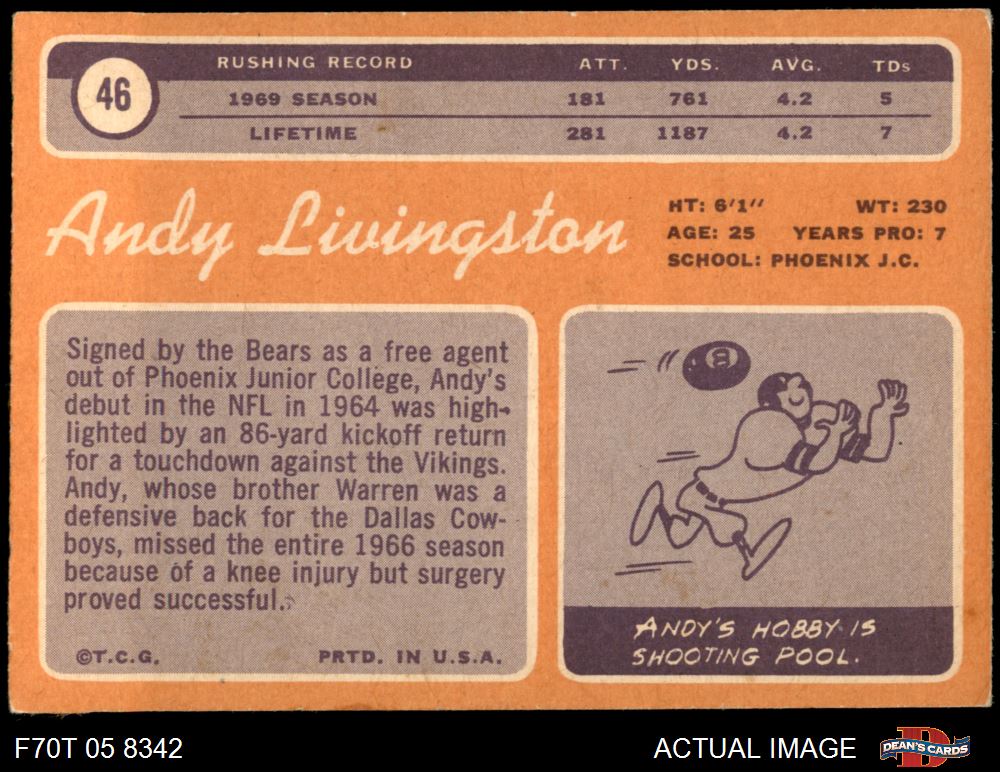 46
RUSHING RECORD ATT. YDS. AVG. TDs
1969 SEASON 181 761 4.2 5
LIFETIME 281 1187 4.2 7
Andy Livingston
HT: 6'1" WT: 230
AGE: 25 YEARS PRO: 7
SCHOOL: PHOENIX J.C.
Signed by the Bears as a free agent
out of Phoenix Junior College, Andy's
debut in the NFL in 1964 was high-
lighted by an 86-yard kickoff return
for a touchdown against the Vikings.
Andy, whose brother Warren was a
defensive back for the Dallas Cow-
boys, missed the entire 1966 season
because of a knee injury but surgery
proved successful.
©T.C.G. PRTD. IN U.S.A.
8
ANDY'S HOBBY IS
SHOOTING POOL.
F70T 05 8342
ACTUAL IMAGE
D
DEAN'S CARDS